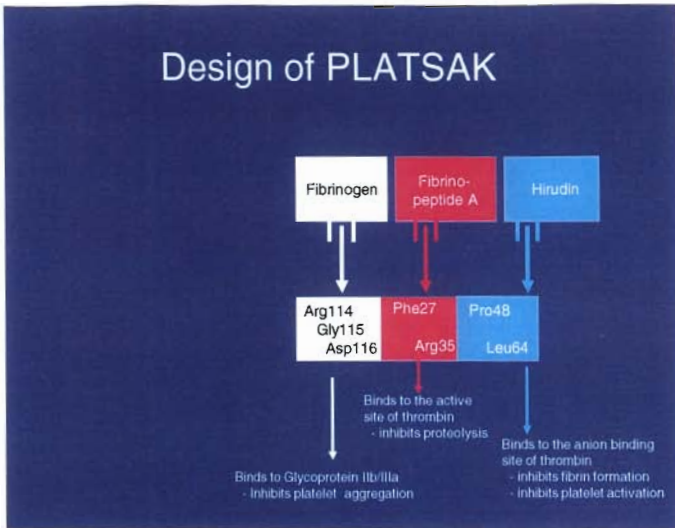 Design of PLATSAK
Fibrinogen
Fibrino-
peptide A
Hirudin
Arg114
Gly115
Asp116
Phe27
Arg35
Pro48
Leu64
Binds to the active
site of thrombin
- inhibits proteolysis
Binds to Glycoprotein IIb/IIIa
- Inhibits platelet aggregation
Binds to the anion binding
site of thrombin
- inhibits fibrin formation
- inhibits platelet activation